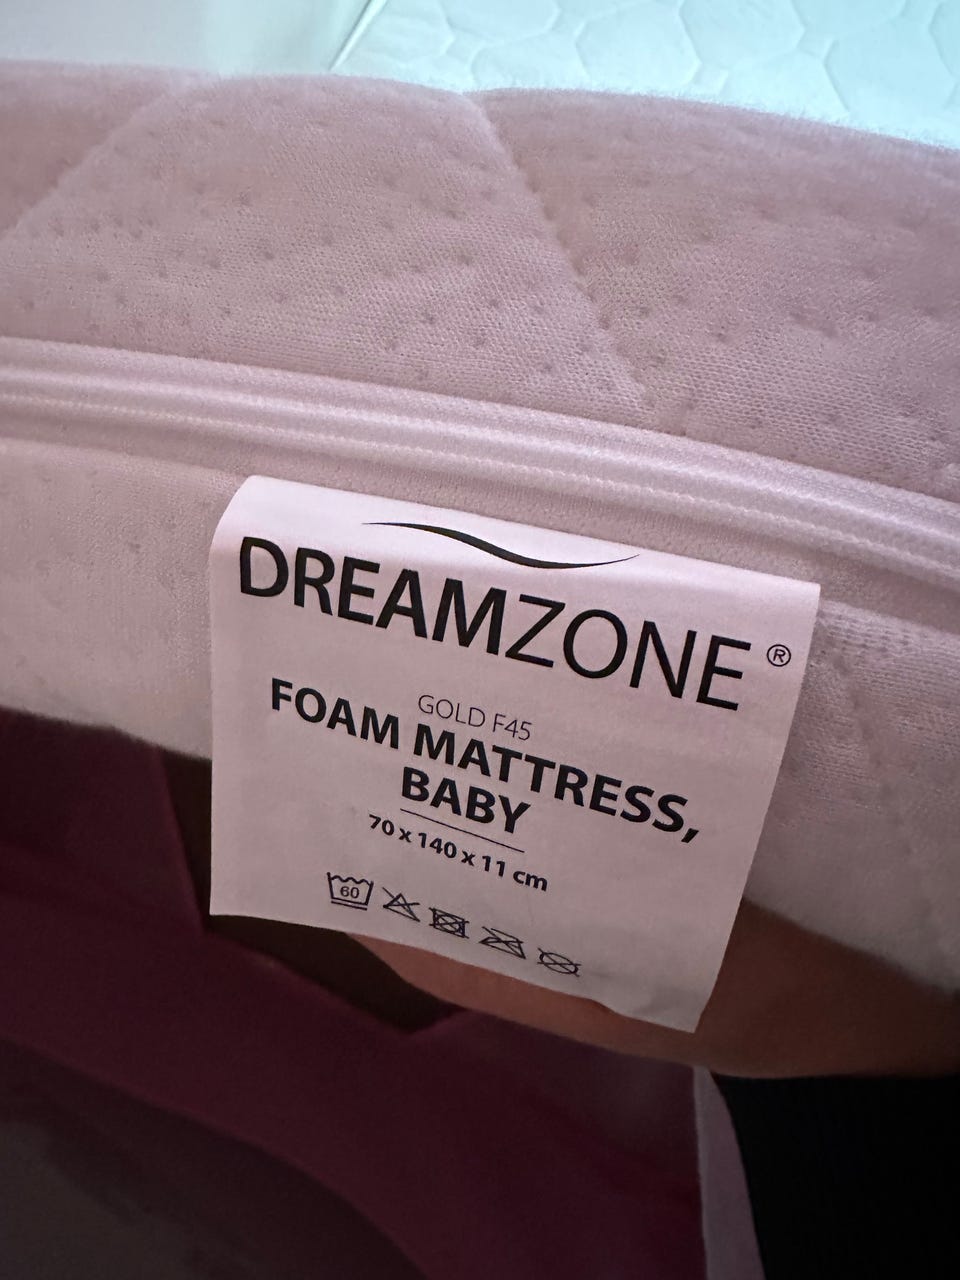 DREAMZONE®
GOLD F45
FOAM MATTRESS,
BABY
70 x 140 x 11 cm
60